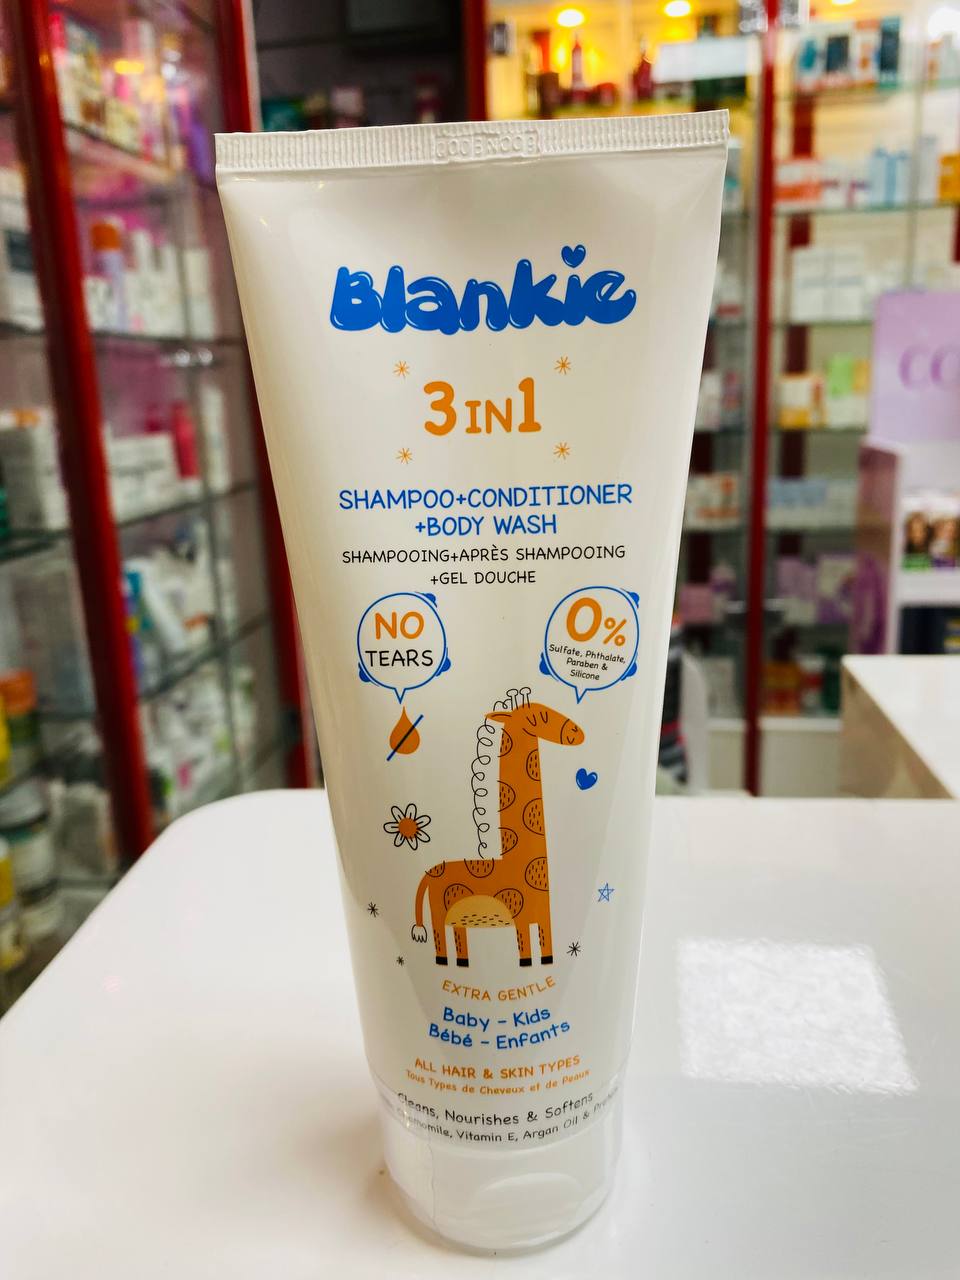 Blankie
3 IN 1
SHAMPOO+CONDITIONER
+BODY WASH
SHAMPOOING+APRÈS SHAMPOOING
+GEL DOUCHE
NO
TEARS
0%
Sulfate, Phthalate,
Paraben &
Silicone
EXTRA GENTLE
Baby - Kids
Bébé - Enfants
ALL HAIR & SKIN TYPES
Tous Types de Cheveux et de Peaux
Cleans, Nourishes & Softens
Vitamin E, Argan Oil &